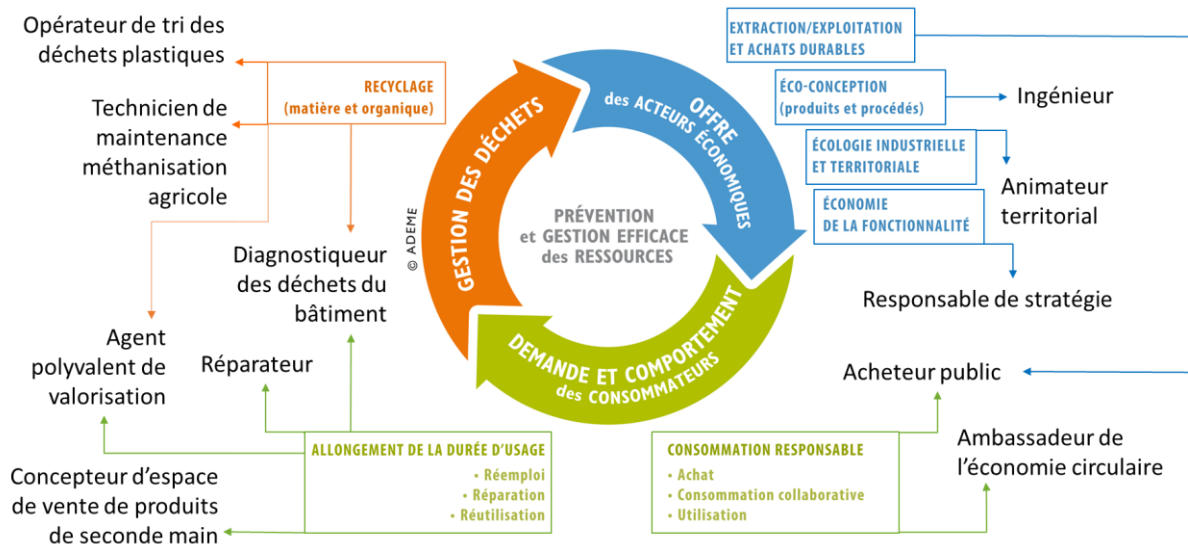 Opérateur de tri des
déchets plastiques
Technicien de
maintenance
méthanisation
agricole
RECYCLAGE
(matière et organique)
Diagnostiqueur
des déchets du
bâtiment
Agent
polyvalent de
valorisation
Réparateur
Concepteur d’espace
de vente de produits
de seconde main
ALLONGEMENT DE LA DURÉE D’USAGE
• Réemploi
• Réparation
• Réutilisation
© ADEME
GESTION DES DÉCHETS
OFFRE
des ACTEURS ÉCONOMIQUES
DEMANDE ET COMPORTEMENT
des CONSOMMATEURS
PRÉVENTION
et GESTION EFFICACE
des RESSOURCES
EXTRACTION/EXPLOITATION
ET ACHATS DURABLES
ÉCO-CONCEPTION
(produits et procédés)
Ingénieur
ÉCOLOGIE INDUSTRIELLE
ET TERRITORIALE
Animateur
territorial
ÉCONOMIE
DE LA FONCTIONNALITÉ
Responsable de stratégie
Acheteur public
CONSOMMATION RESPONSABLE
• Achat
• Consommation collaborative
• Utilisation
Ambassadeur de
l’économie circulaire